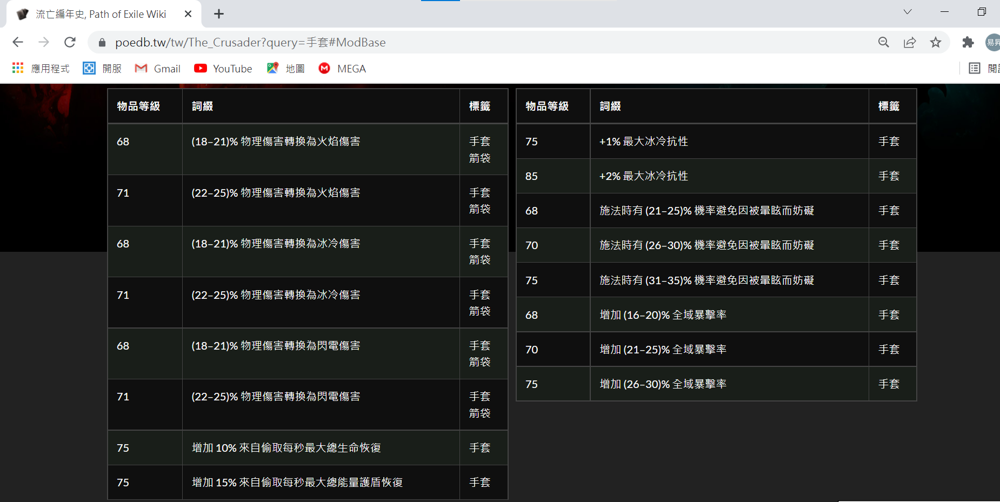 流亡編年史, Path of Exile Wiki
poedb.tw/tw/The_Crusader?query=手套#ModBase
易昇
應用程式
開服
Gmail
YouTube
地圖
MEGA
物品等級 詞綴 標籤
68 (18–21)% 物理傷害轉換為火焰傷害 手套
箭袋
71 (22–25)% 物理傷害轉換為火焰傷害 手套
箭袋
68 (18–21)% 物理傷害轉換為冰冷傷害 手套
箭袋
71 (22–25)% 物理傷害轉換為冰冷傷害 手套
箭袋
68 (18–21)% 物理傷害轉換為閃電傷害 手套
箭袋
71 (22–25)% 物理傷害轉換為閃電傷害 手套
箭袋
75 增加 10% 來自偷取每秒最大總生命恢復 手套
75 增加 15% 來自偷取每秒最大總能量護盾恢復 手套
物品等級 詞綴 標籤
75 +1% 最大冰冷抗性 手套
85 +2% 最大冰冷抗性 手套
68 施法時有 (21–25)% 機率避免因被暈眩而妨礙 手套
70 施法時有 (26–30)% 機率避免因被暈眩而妨礙 手套
75 施法時有 (31–35)% 機率避免因被暈眩而妨礙 手套
68 增加 (16–20)% 全域暴擊率 手套
70 增加 (21–25)% 全域暴擊率 手套
75 增加 (26–30)% 全域暴擊率 手套